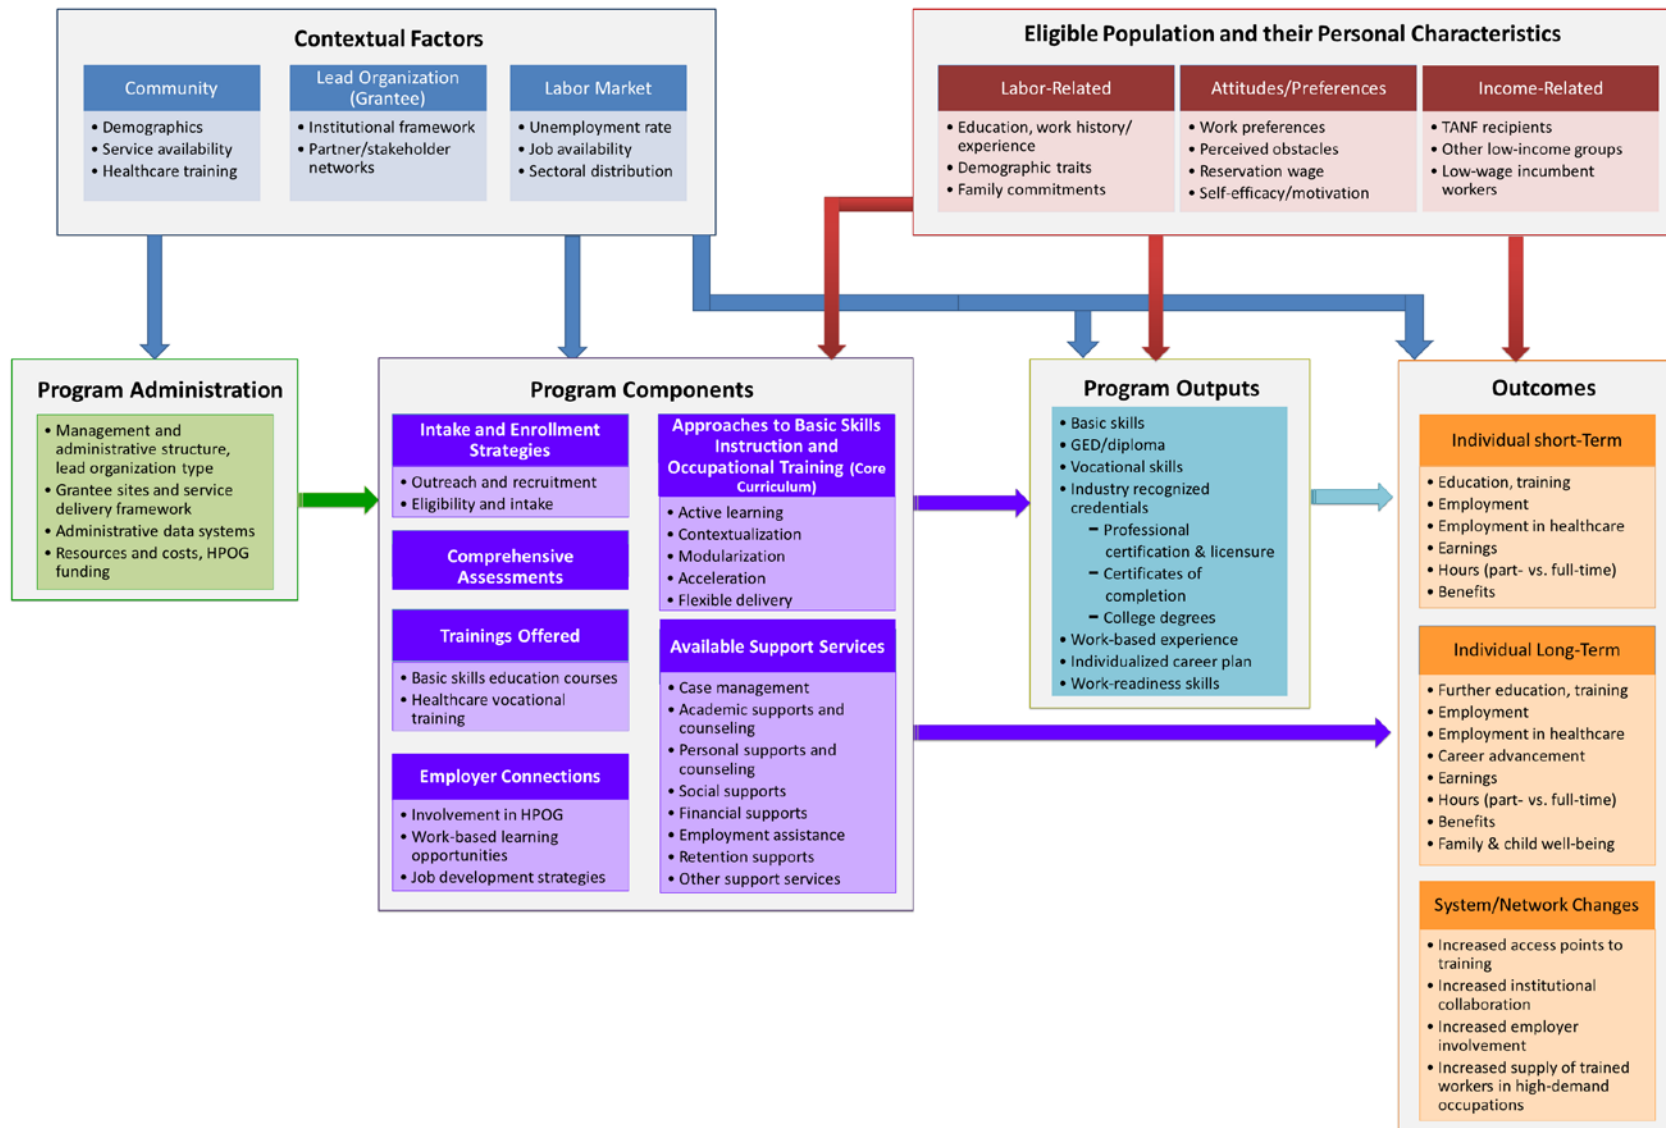 Contextual Factors
Community
• Demographics
• Service availability
• Healthcare training
Lead Organization
(Grantee)
• Institutional framework
• Partner/stakeholder
networks
Labor Market
• Unemployment rate
• Job availability
• Sectoral distribution
Eligible Population and their Personal Characteristics
Labor-Related
• Education, work history/
experience
• Demographic traits
• Family commitments
Attitudes/Preferences
• Work preferences
• Perceived obstacles
• Reservation wage
• Self-efficacy/motivation
Income-Related
• TANF recipients
• Other low-income groups
• Low-wage incumbent
workers
Program Administration
• Management and
administrative structure,
lead organization type
• Grantee sites and service
delivery framework
• Administrative data systems
• Resources and costs, HPOG
funding
Program Components
Intake and Enrollment
Strategies
• Outreach and recruitment
• Eligibility and intake
Comprehensive
Assessments
Trainings Offered
• Basic skills education courses
• Healthcare vocational
training
Employer Connections
• Involvement in HPOG
• Work-based learning
opportunities
• Job development strategies
Approaches to Basic Skills
Instruction and
Occupational Training (Core
Curriculum)
• Active learning
• Contextualization
• Modularization
• Acceleration
• Flexible delivery
Available Support Services
• Case management
• Academic supports and
counseling
• Personal supports and
counseling
• Social supports
• Financial supports
• Employment assistance
• Retention supports
• Other support services
Program Outputs
• Basic skills
• GED/diploma
• Vocational skills
• Industry recognized
credentials
– Professional
certification & licensure
– Certificates of
completion
– College degrees
• Work-based experience
• Individualized career plan
• Work-readiness skills
Outcomes
Individual short-Term
• Education, training
• Employment
• Employment in healthcare
• Earnings
• Hours (part- vs. full-time)
• Benefits
Individual Long-Term
• Further education, training
• Employment
• Employment in healthcare
• Career advancement
• Earnings
• Hours (part- vs. full-time)
• Benefits
• Family & child well-being
System/Network Changes
• Increased access points to
training
• Increased institutional
collaboration
• Increased employer
involvement
• Increased supply of trained
workers in high-demand
occupations